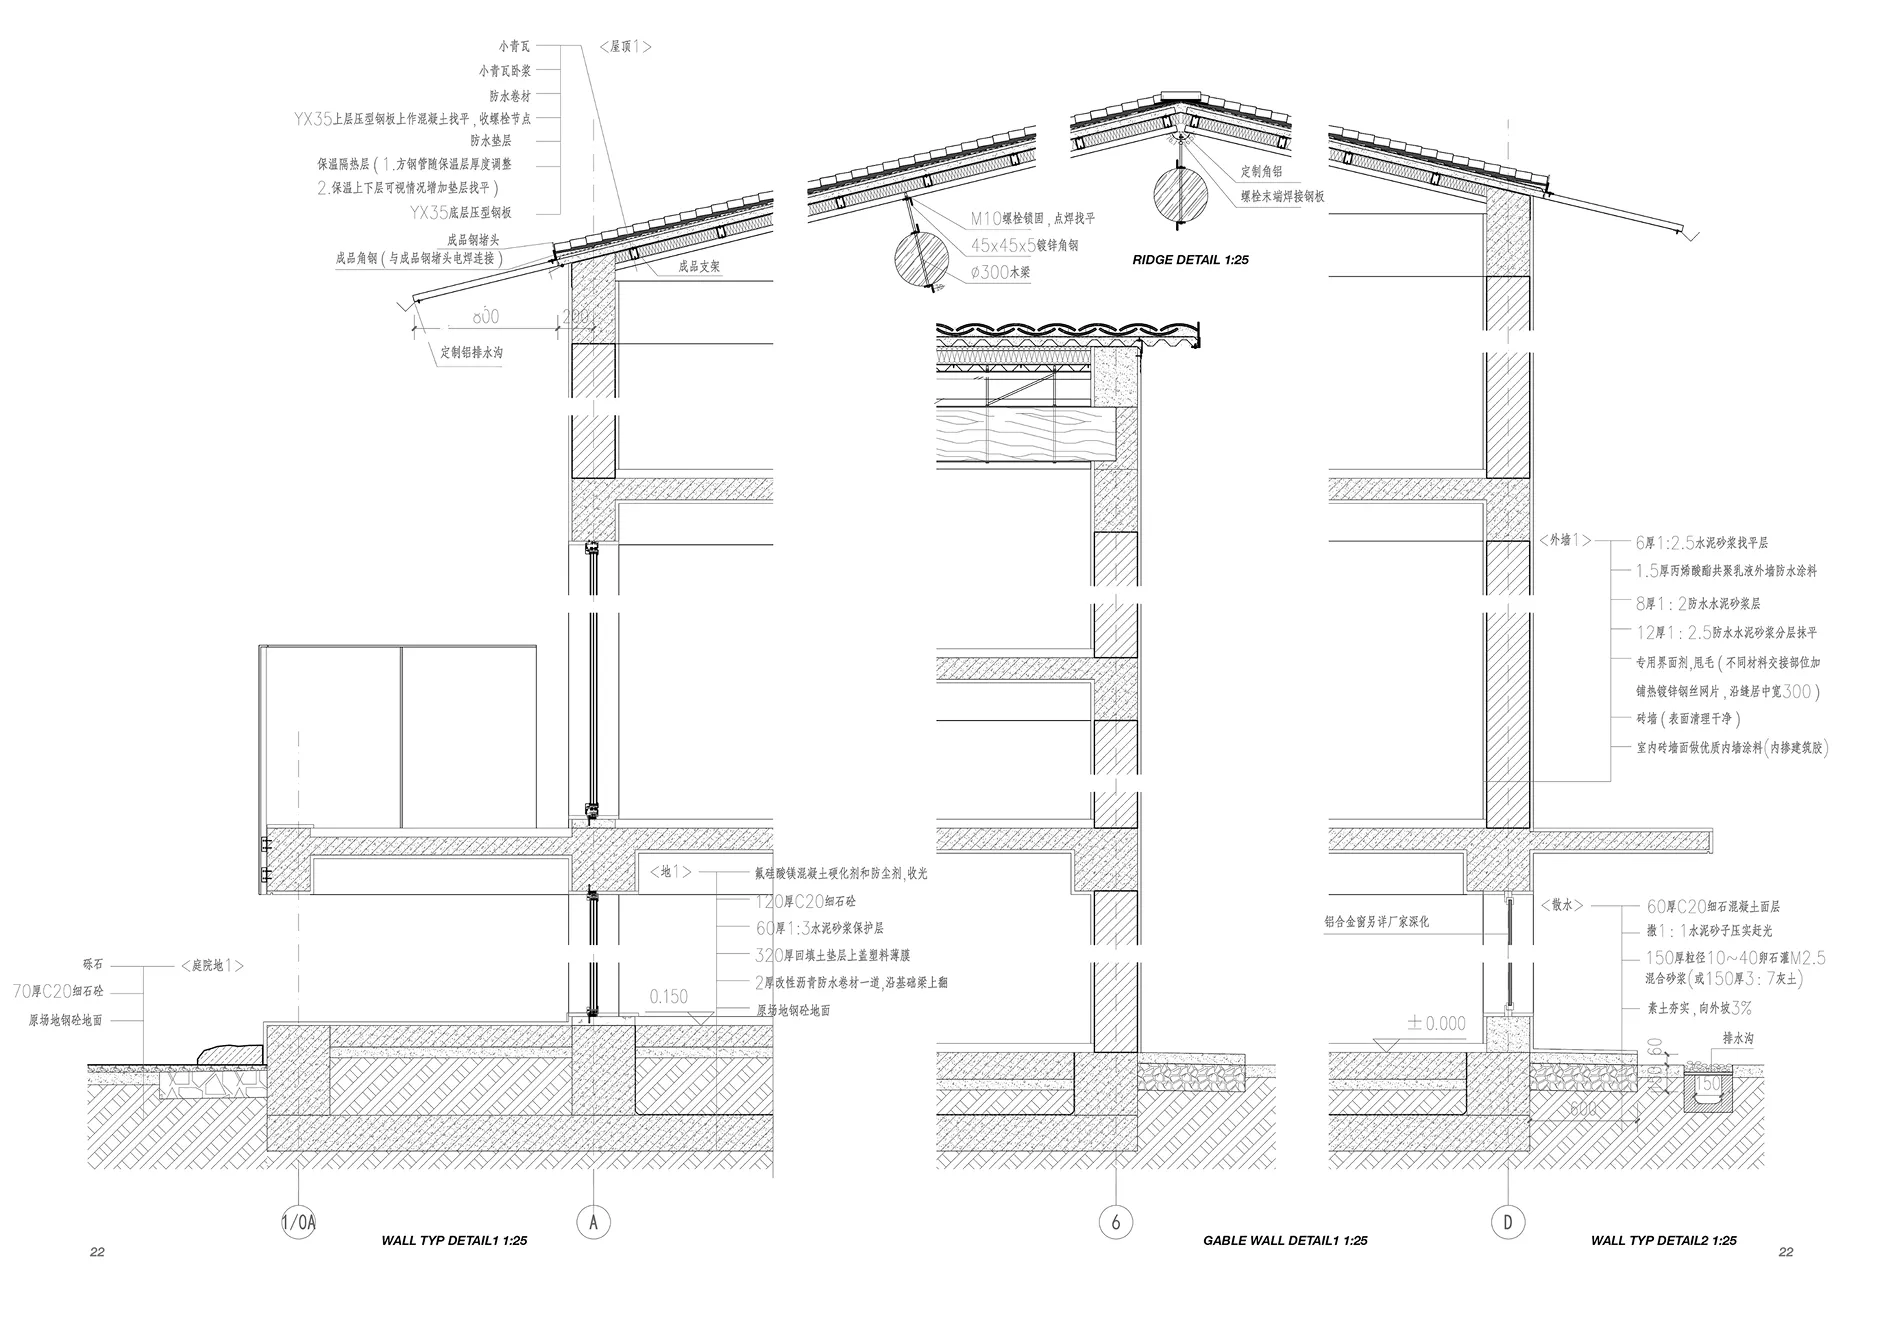 小青瓦
<屋顶1>
小青瓦卧浆
防水卷材
YX35上层压型钢板上作混凝土找平,收螺栓节点
防水垫层
保温隔热层(1.方钢管随保温层厚度调整
2.保温上下层可视情况增加垫层找平)
YX35底层压型钢板
成品钢堵头
成品角钢(与成品钢堵头电焊连接)
成品支架
800
200
定制铝排水沟
M10螺栓锁固,点焊找平
45x45x5镀锌角钢
ø300木梁
定制角铝
螺栓末端焊接钢板
RIDGE DETAIL 1:25
<外墙1>
6厚1:2.5水泥砂浆找平层
1.5厚丙烯酸酯共聚乳液外墙防水涂料
8厚1:2防水水泥砂浆层
12厚1:2.5防水水泥砂浆分层抹平
专用界面剂,甩毛(不同材料交接部位加
铺热镀锌钢丝网片,沿缝居中宽300)
砖墙(表面清理干净)
室内砖墙面做优质内墙涂料(内掺建筑胶)
<地1>
氟硅酸镁混凝土硬化剂和防尘剂,收光
120厚C20细石砼
60厚1:3水泥砂浆保护层
320厚回填土垫层上盖塑料薄膜
2厚改性沥青防水卷材一道,沿基础梁上翻
原场地钢砼地面
0.150
砾石
<庭院地1>
70厚C20细石砼
原场地钢砼地面
铝合金窗另详厂家深化
±0.000
<散水>
60厚C20细石混凝土面层
撒1:1水泥砂子压实赶光
150厚粒径10~40卵石灌M2.5
混合砂浆(或150厚3:7灰土)
素土夯实,向外坡3%
排水沟
60
150
600
1/0A
A
6
D
WALL TYP DETAIL1 1:25
GABLE WALL DETAIL1 1:25
WALL TYP DETAIL2 1:25
22
22